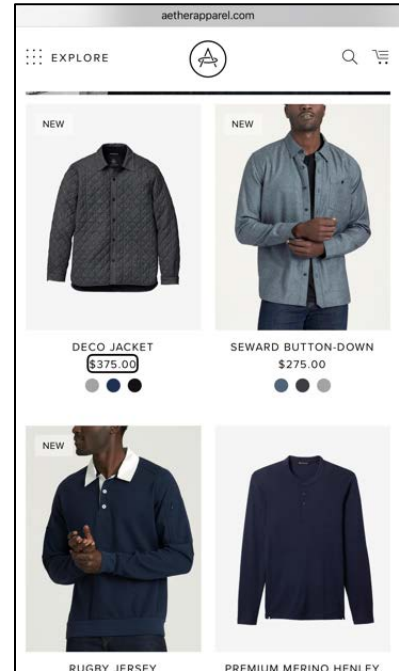 aetherapparel.com
EXPLORE
NEW
NEW
DECO JACKET
$375.00
SEWARD BUTTON-DOWN
$275.00
NEW
RUGBY JERSEY
PREMIUM MERINO HENLEY